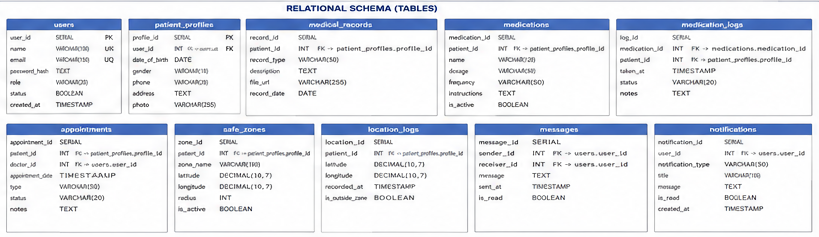 RELATIONAL SCHEMA (TABLES)
users
user_id SERIAL PK
name VARCHAR(100) UK
email VARCHAR(150) UQ
password_hash TEXT
role VARCHAR(20)
status BOOLEAN
created_at TIMESTAMP
patient_profiles
profile_id SERIAL PK
user_id INT FK -> users.user_id FK
date_of_birth DATE
gender VARCHAR(10)
phone VARCHAR(20)
address TEXT
photo VARCHAR(255)
medical_records
record_id SERIAL
patient_id INT FK -> patient_profiles.profile_id
record_type VARCHAR(50)
description TEXT
file_url VARCHAR(255)
record_date DATE
medications
medication_id SERIAL
patient_id INT FK -> patient_profiles.profile_id
name VARCHAR(120)
dosage VARCHAR(50)
frequency VARCHAR(50)
instructions TEXT
is_active BOOLEAN
medication_logs
log_id SERIAL
medication_id INT FK -> medications.medication_id
patient_id INT FK -> patient_profiles.profile_id
taken_at TIMESTAMP
status VARCHAR(20)
notes TEXT
appointments
appointment_id SERIAL
patient_id INT FK -> patient_profiles.profile_id
doctor_id INT FK -> users.user_id
appointment_date
type VARCHAR(50)
status VARCHAR(20)
notes TEXT
safe_zones
zone_id SERIAL
patient_id INT FK -> patient_profiles.profile_id
zone_name VARCHAR(100)
latitude DECIMAL(10,7)
longitude DECIMAL(10,7)
radius INT
is_active BOOLEAN
location_logs
location_id SERIAL
patient_id INT FK -> patient_profiles.profile_id
latitude DECIMAL(10,7)
longitude DECIMAL(10,7)
recorded_at TIMESTAMP
is_outside_zone BOOLEAN
messages
message_id SERIAL
sender_id INT FK -> users.user_id
receiver_id INT FK -> users.user_id
message TEXT
sent_at TIMESTAMP
is_read BOOLEAN
notifications
notification_id SERIAL
user_id INT FK -> users.user_id
notification_type VARCHAR(50)
title VARCHAR(100)
message TEXT
is_read BOOLEAN
created_at TIMESTAMP